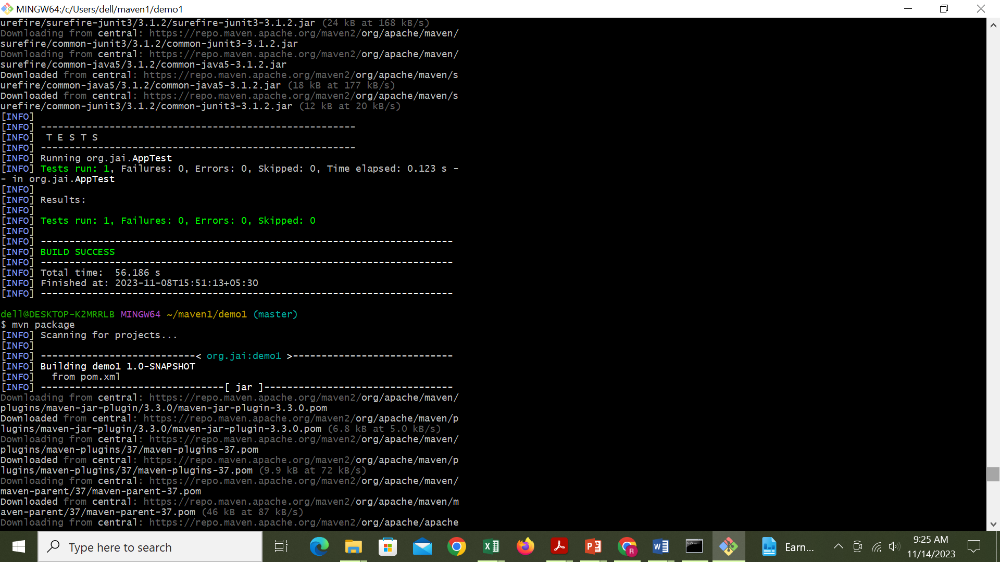 MINGW64:/c/Users/dell/maven1/demo1
urefire/surefire-junit3/3.1.2/surefire-junit3-3.1.2.jar (24 kB at 168 kB/s)
Downloading from central: https://repo.maven.apache.org/maven2/org/apache/maven/
surefire/common-junit3/3.1.2/common-junit3-3.1.2.jar
Downloading from central: https://repo.maven.apache.org/maven2/org/apache/maven/
surefire/common-java5/3.1.2/common-java5-3.1.2.jar
Downloaded from central: https://repo.maven.apache.org/maven2/org/apache/maven/s
urefire/common-java5/3.1.2/common-java5-3.1.2.jar (18 kB at 177 kB/s)
Downloaded from central: https://repo.maven.apache.org/maven2/org/apache/maven/s
urefire/common-junit3/3.1.2/common-junit3-3.1.2.jar (12 kB at 20 kB/s)
[INFO]
[INFO] -------------------------------------------------------
[INFO]  T E S T S
[INFO] -------------------------------------------------------
[INFO] Running org.jai.AppTest
[INFO] Tests run: 1, Failures: 0, Errors: 0, Skipped: 0, Time elapsed: 0.123 s -
- in org.jai.AppTest
[INFO]
[INFO] Results:
[INFO]
[INFO] Tests run: 1, Failures: 0, Errors: 0, Skipped: 0
[INFO]
[INFO] ------------------------------------------------------------------------
[INFO] BUILD SUCCESS
[INFO] ------------------------------------------------------------------------
[INFO] Total time:  56.186 s
[INFO] Finished at: 2023-11-08T15:51:13+05:30
[INFO] ------------------------------------------------------------------------
dell@DESKTOP-K2MRRLB MINGW64 ~/maven1/demo1 (master)
$ mvn package
[INFO] Scanning for projects...
[INFO]
[INFO] ---------------------------< org.jai:demo1 >----------------------------
[INFO] Building demo1 1.0-SNAPSHOT
[INFO]   from pom.xml
[INFO] --------------------------------[ jar ]---------------------------------
Downloading from central: https://repo.maven.apache.org/maven2/org/apache/maven/
plugins/maven-jar-plugin/3.3.0/maven-jar-plugin-3.3.0.pom
Downloaded from central: https://repo.maven.apache.org/maven2/org/apache/maven/p
lugins/maven-jar-plugin/3.3.0/maven-jar-plugin-3.3.0.pom (6.8 kB at 5.0 kB/s)
Downloading from central: https://repo.maven.apache.org/maven2/org/apache/maven/
plugins/maven-plugins/37/maven-plugins-37.pom
Downloaded from central: https://repo.maven.apache.org/maven2/org/apache/maven/p
lugins/maven-plugins/37/maven-plugins-37.pom (9.9 kB at 72 kB/s)
Downloading from central: https://repo.maven.apache.org/maven2/org/apache/maven/
maven-parent/37/maven-parent-37.pom
Downloaded from central: https://repo.maven.apache.org/maven2/org/apache/maven/m
aven-parent/37/maven-parent-37.pom (46 kB at 87 kB/s)
Downloading from central: https://repo.maven.apache.org/maven2/org/apache/apache
Type here to search
Earn...
9:25 AM
11/14/2023